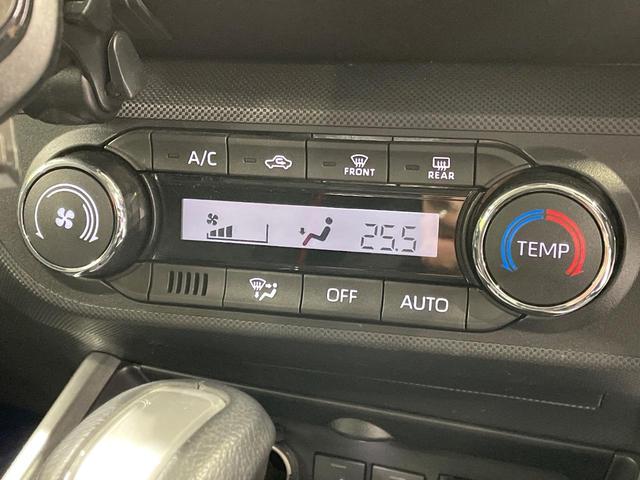 A/C
FRONT
REAR
25.5
TEMP
OFF
AUTO